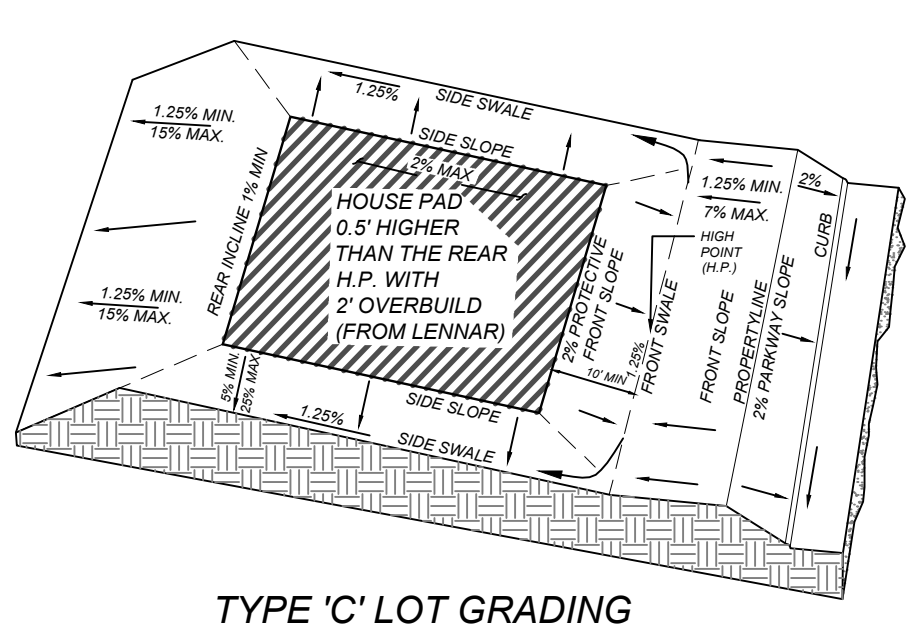 1.25%
SIDE SWALE
1.25% MIN.
15% MAX.
SIDE SLOPE
2% MAX
REAR INCLINE 1% MIN
HOUSE PAD
0.5' HIGHER
THAN THE REAR
H.P. WITH
2' OVERBUILD
(FROM LENNAR)
1.25% MIN.
7% MAX.
2%
HIGH
POINT
(H.P.)
CURB
2% PROTECTIVE
FRONT SLOPE
1.25%
FRONT SWALE
FRONT SLOPE
PROPERTYLINE
2% PARKWAY SLOPE
10' MIN
1.25% MIN.
15% MAX.
5% MIN.
25% MAX
1.25%
SIDE SLOPE
SIDE SWALE
TYPE 'C' LOT GRADING